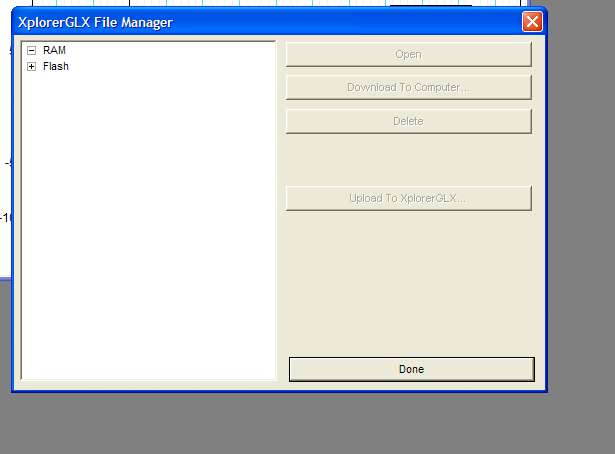 XplorerGLX File Manager
RAM
Flash
Open
Download To Computer...
Delete
Upload To XplorerGLX...
Done